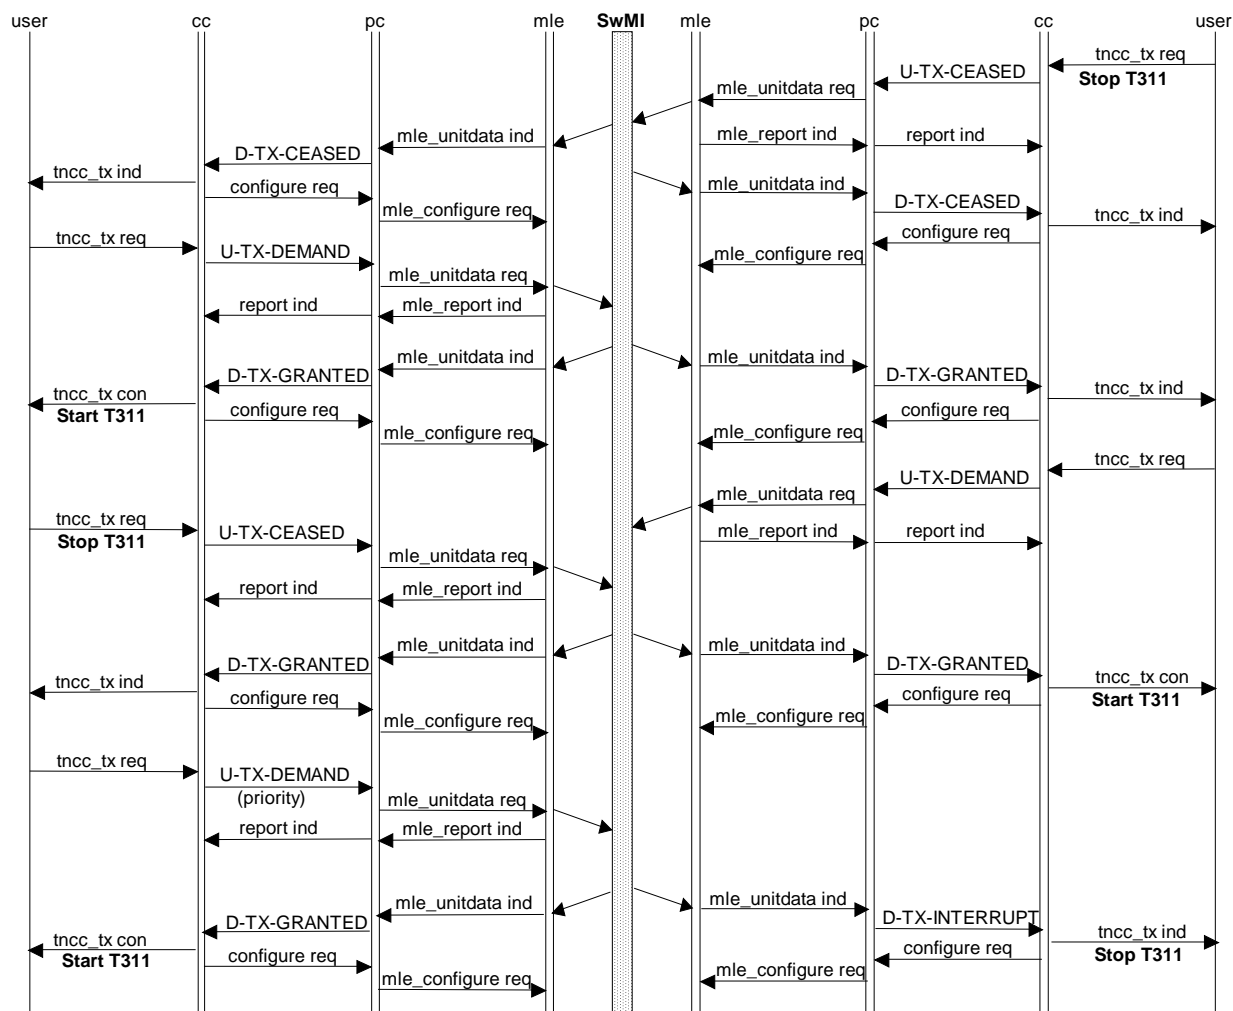 user cc pc mle SwMI mle pc cc user
tncc_tx req
U-TX-CEASED
Stop T311
mle_unitdata req
mle_unitdata ind
mle_report ind
report ind
D-TX-CEASED
tncc_tx ind
configure req
mle_unitdata ind
D-TX-CEASED
mle_configure req
tncc_tx ind
tncc_tx req
configure req
U-TX-DEMAND
mle_configure req
mle_unitdata req
report ind
mle_report ind
mle_unitdata ind
mle_unitdata ind
D-TX-GRANTED
D-TX-GRANTED
tncc_tx con
tncc_tx ind
Start T311
configure req
configure req
mle_configure req
mle_configure req
tncc_tx req
U-TX-DEMAND
mle_unitdata req
tncc_tx req
Stop T311
U-TX-CEASED
mle_report ind
report ind
mle_unitdata req
report ind
mle_report ind
mle_unitdata ind
mle_unitdata ind
D-TX-GRANTED
D-TX-GRANTED
tncc_tx ind
tncc_tx con
configure req
configure req
Start T311
mle_configure req
mle_configure req
tncc_tx req
U-TX-DEMAND
(priority)
mle_unitdata req
report ind
mle_report ind
mle_unitdata ind
mle_unitdata ind
D-TX-GRANTED
D-TX-INTERRUPT
tncc_tx con
tncc_tx ind
Start T311
configure req
configure req
Stop T311
mle_configure req
mle_configure req